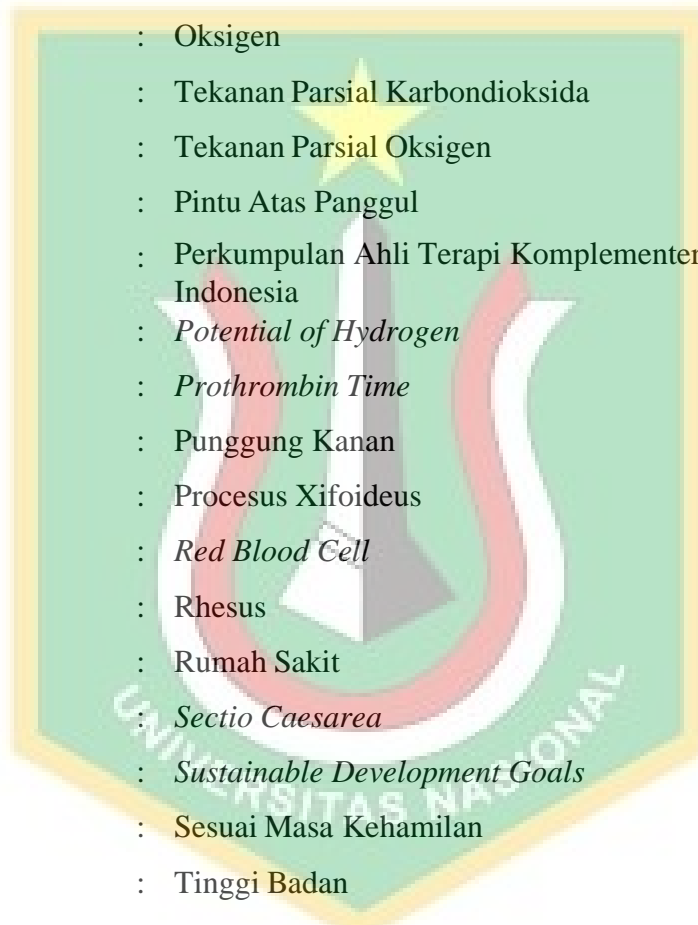 : Oksigen
: Tekanan Parsial Karbondioksida
: Tekanan Parsial Oksigen
: Pintu Atas Panggul
: Perkumpulan Ahli Terapi Komplementer
Indonesia
: Potential of Hydrogen
: Prothrombin Time
: Punggung Kanan
: Procesus Xifoideus
: Red Blood Cell
: Rhesus
: Rumah Sakit
: Sectio Caesarea
: Sustainable Development Goals
: Sesuai Masa Kehamilan
: Tinggi Badan
UNIVERSITAS NASIONAL